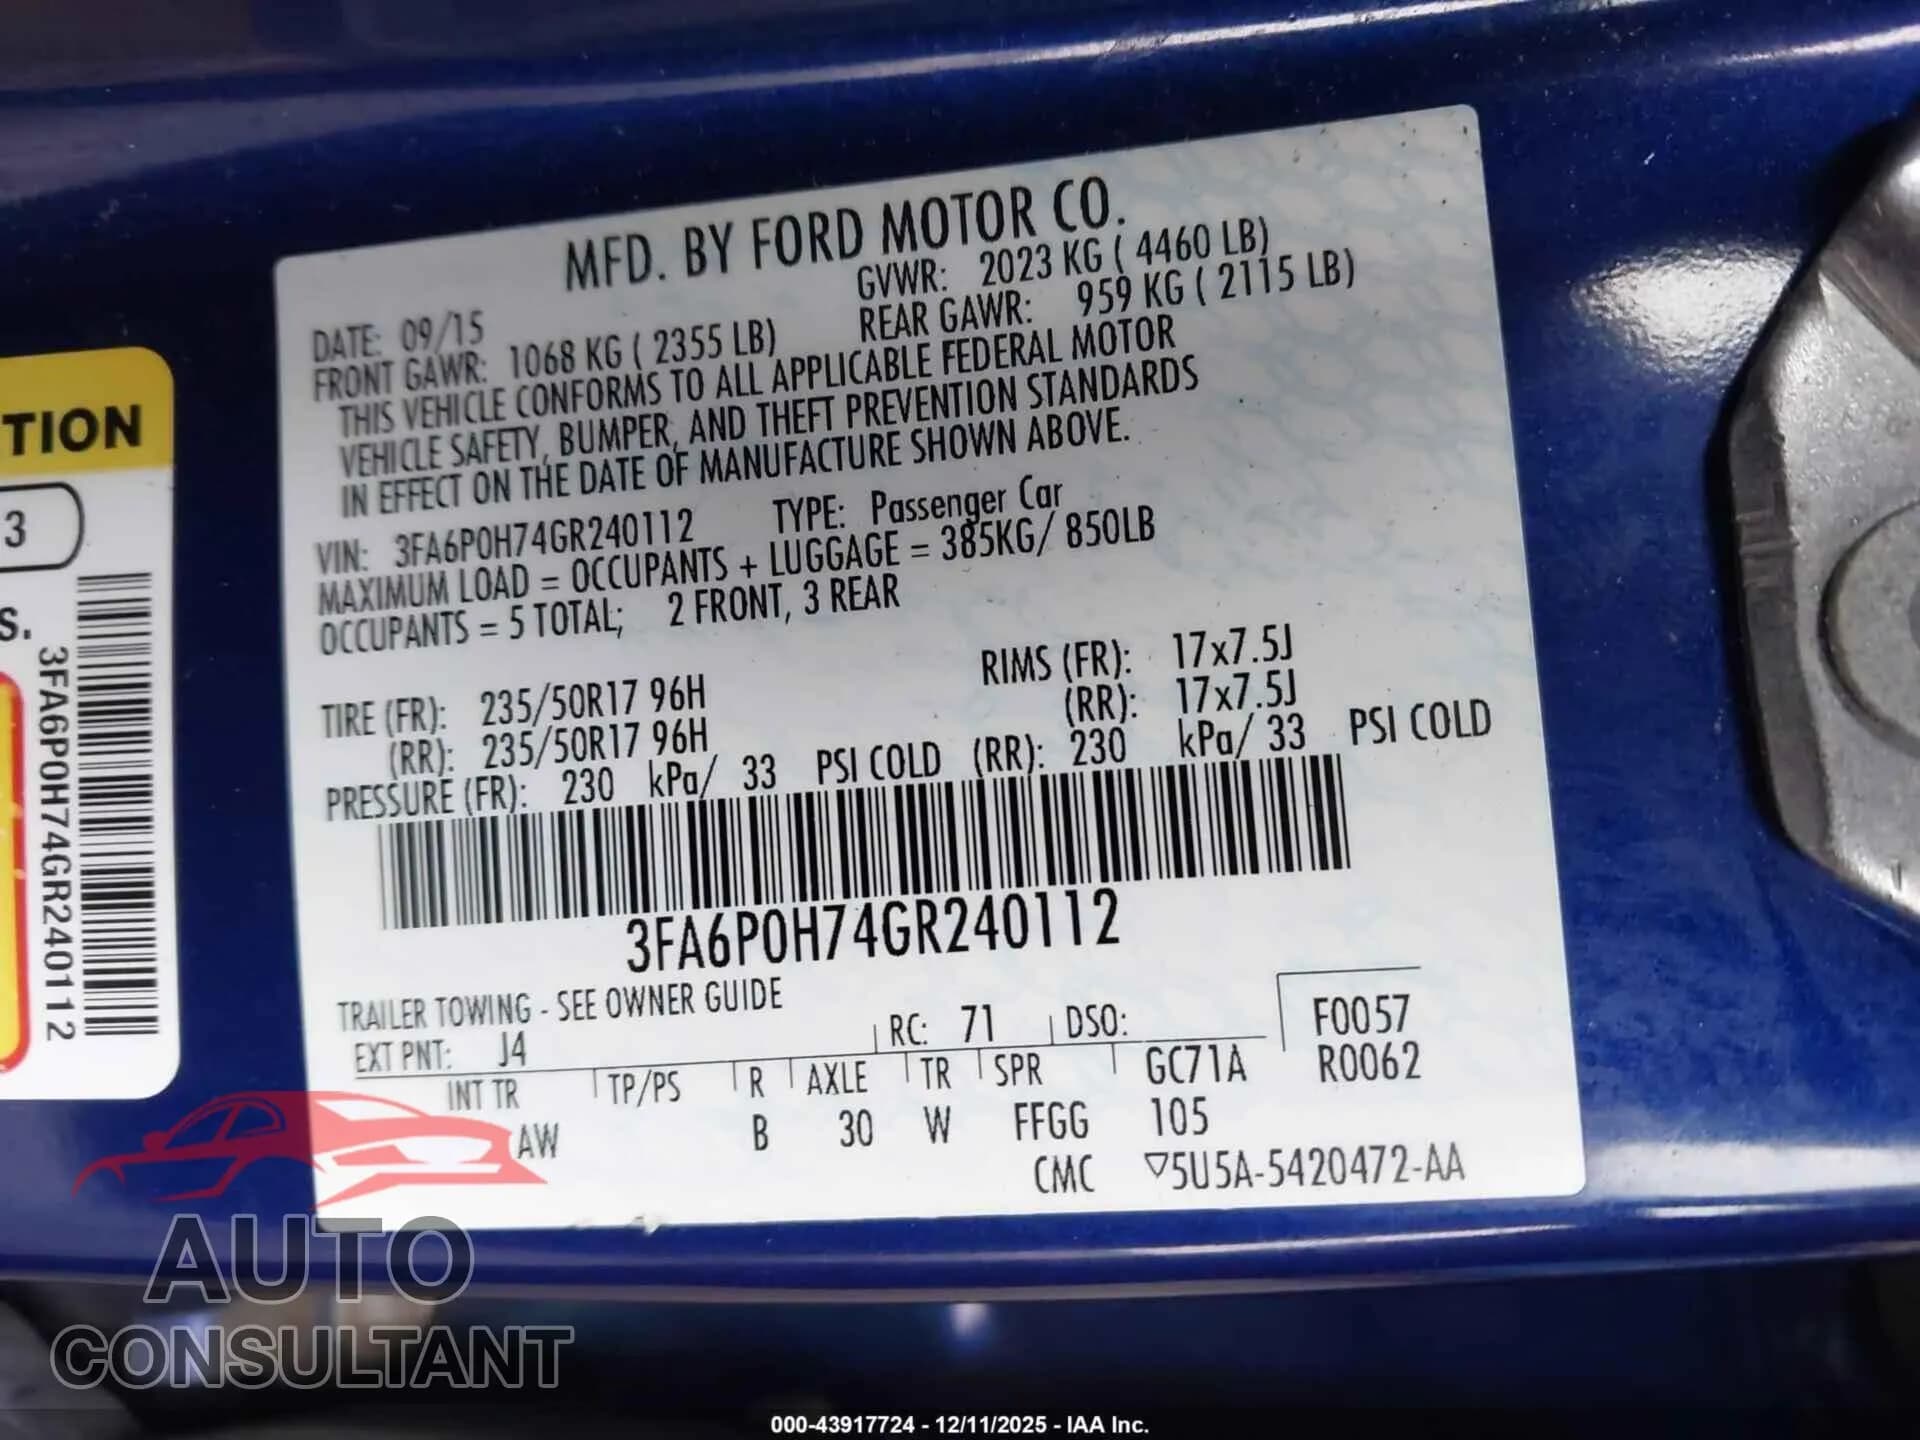 MFD. BY FORD MOTOR CO.
DATE: 09/15 GVWR: 2023 KG ( 4460 LB)
FRONT GAWR: 1068 KG ( 2355 LB) REAR GAWR: 959 KG ( 2115 LB)
THIS VEHICLE CONFORMS TO ALL APPLICABLE FEDERAL MOTOR
VEHICLE SAFETY, BUMPER, AND THEFT PREVENTION STANDARDS
IN EFFECT ON THE DATE OF MANUFACTURE SHOWN ABOVE.
VIN: 3FA6P0H74GR240112 TYPE: Passenger Car
MAXIMUM LOAD = OCCUPANTS + LUGGAGE = 385KG/ 850LB
OCCUPANTS = 5 TOTAL; 2 FRONT, 3 REAR
TIRE (FR): 235/50R17 96H RIMS (FR): 17x7.5J
(RR): 235/50R17 96H (RR): 17x7.5J
PRESSURE (FR): 230 kPa/ 33 PSI COLD (RR): 230 kPa/ 33 PSI COLD
3FA6P0H74GR240112
TRAILER TOWING - SEE OWNER GUIDE
EXT PNT: J4 RC: 71 DSO: F0057
R0062
INT TR TP/PS R AXLE TR SPR GC71A
AW B 30 W FFGG 105
CMC ▽5U5A-5420472-AA
TION
3
S.
3FA6P0H74GR240112
AUTO
CONSULTANT
000-43917724 - 12/11/2025 - IAA Inc.